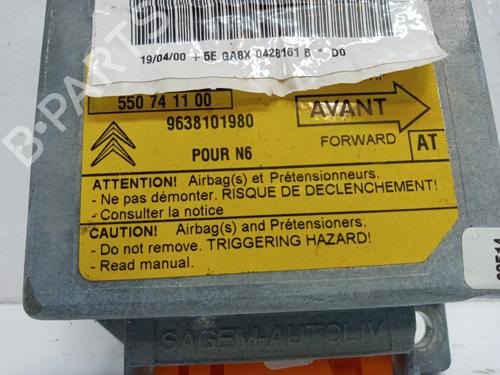 19/04/00 + 5E GA8X 0428161 B * D0
550 74 11 00
AVANT
9638101980
FORWARD
AT
POUR N6
ATTENTION! Airbag(s) et Prétensionneurs.
- Ne pas démonter. RISQUE DE DECLENCHEMENT!
- Consulter la notice
CAUTION! Airbag(s) and Prétensioners.
- Do not remove. TRIGGERING HAZARD!
- Read manual.
SAGEM-AUTOLIV
B-PARTS